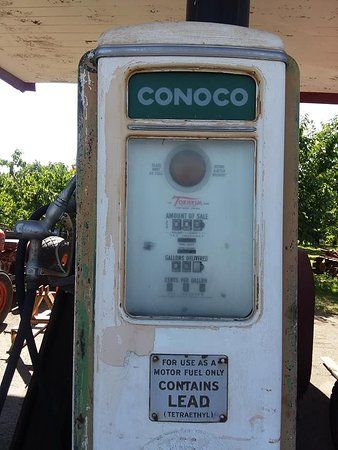 CONOCO
TOKHEIM
AMOUNT OF SALE
GALLONS DELIVERED
CENTS PER GALLON
FOR USE AS A
MOTOR FUEL ONLY
CONTAINS
LEAD
(TETRAETHYL)